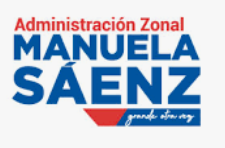 Administración Zonal
MANUELA
SÁENZ
grande otra vez